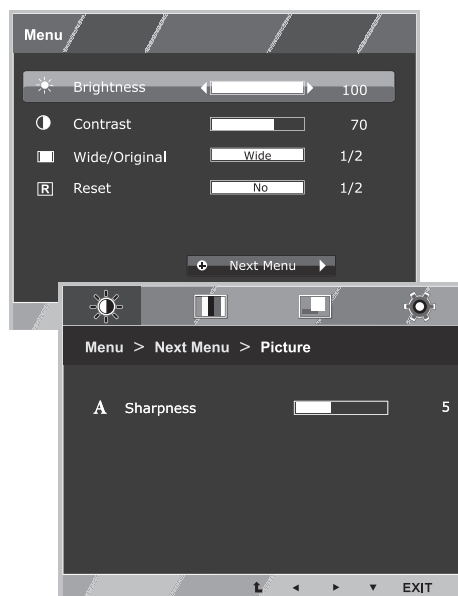 Menu
Brightness 100
Contrast 70
Wide/Original Wide 1/2
R Reset No 1/2
Next Menu
Menu > Next Menu > Picture
A Sharpness 5
EXIT